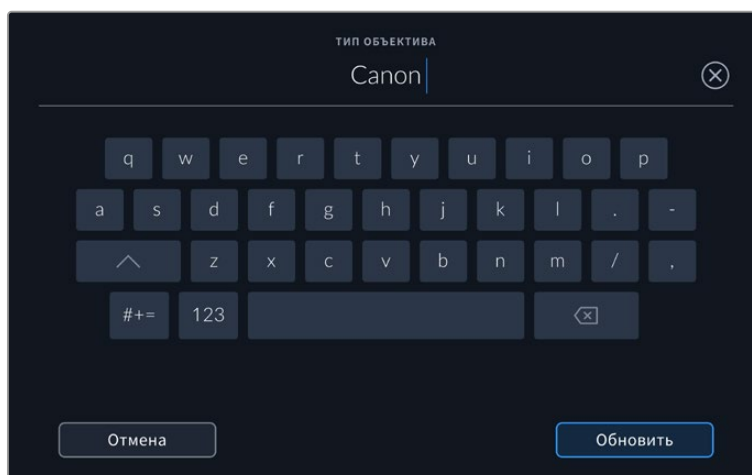 ТИП ОБЪЕКТИВА
Canon
q w e r t y u i o p
a s d f g h j k l . -
z x c v b n m / ,
#+= 123
Отмена Обновить